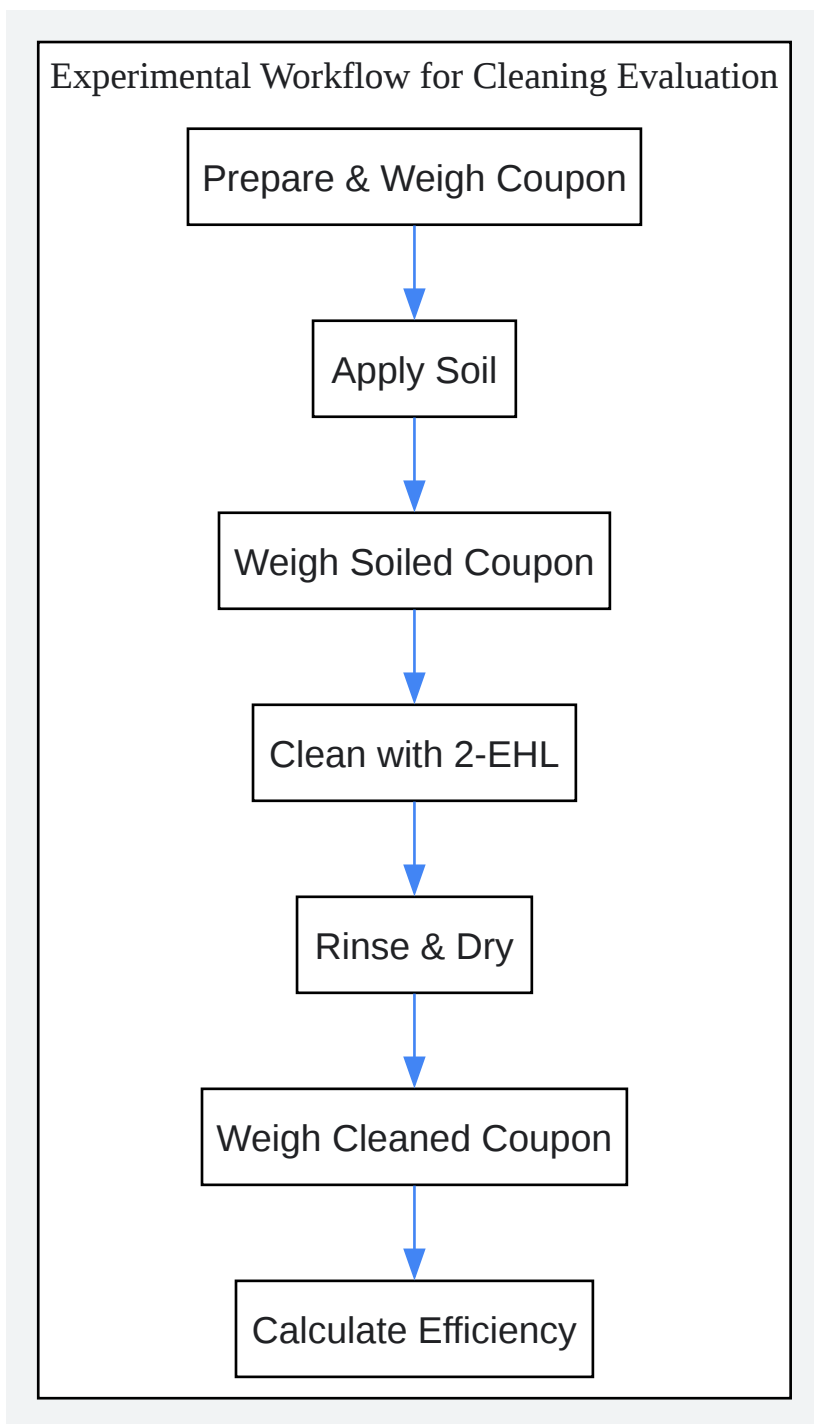 Experimental Workflow for Cleaning Evaluation
Prepare & Weigh Coupon
Apply Soil
Weigh Soiled Coupon
Clean with 2-EHL
Rinse & Dry
Weigh Cleaned Coupon
Calculate Efficiency